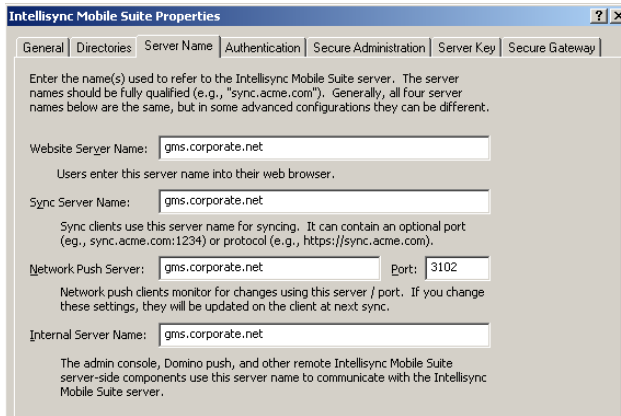 Intellisync Mobile Suite Properties
General Directories Server Name Authentication Secure Administration Server Key Secure Gateway
Enter the name(s) used to refer to the Intellisync Mobile Suite server. The server
names should be fully qualified (e.g., "sync.acme.com"). Generally, all four server
names below are the same, but in some advanced configurations they can be different.
Website Server Name: gms.corporate.net
Users enter this server name into their web browser.
Sync Server Name: gms.corporate.net
Sync clients use this server name for syncing. It can contain an optional port
(eg., sync.acme.com:1234) or protocol (e.g., https://sync.acme.com).
Network Push Server: gms.corporate.net Port: 3102
Network push clients monitor for changes using this server / port. If you change
these settings, they will be updated on the client at next sync.
Internal Server Name: gms.corporate.net
The admin console, Domino push, and other remote Intellisync Mobile Suite
server-side components use this server name to communicate with the Intellisync
Mobile Suite server.